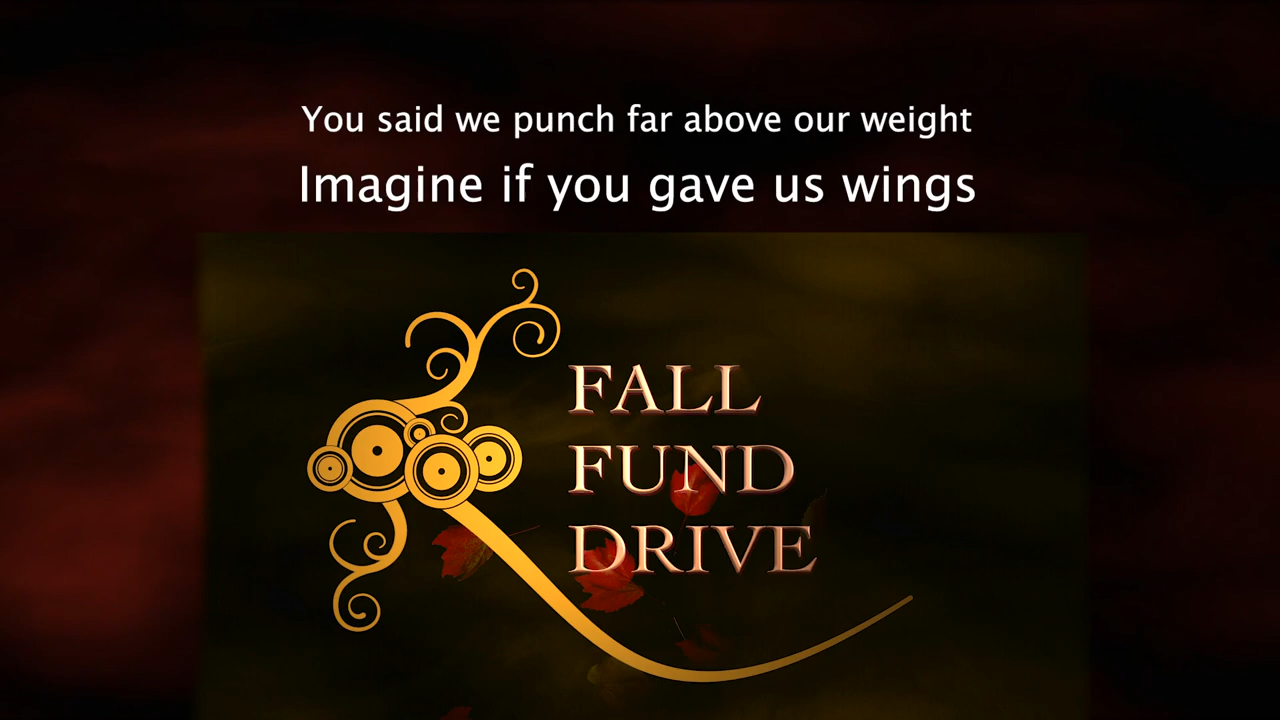 You said we punch far above our weight
Imagine if you gave us wings
FALL
FUND
DRIVE